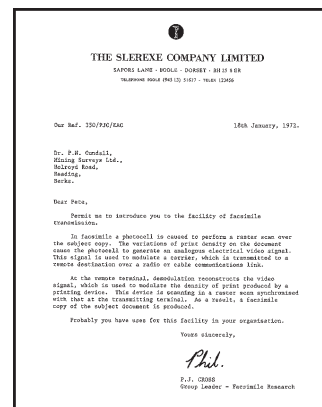 THE SLEREXE COMPANY LIMITED
SAPORS LANE - BOOLE - DORSET - BH 25 8 ER
TELEPHONE BOOLE (945 13) 51617 - TELEX 123456
Our Ref. 350/PJC/EAC 18th January, 1972.
Dr. P.N. Cundall,
Mining Surveys Ltd.,
Holroyd Road,
Reading,
Berks.
Dear Pete,
Permit me to introduce you to the facility of facsimile
transmission.
In facsimile a photocell is caused to perform a raster scan over
the subject copy. The variations of print density on the document
cause the photocell to generate an analogous electrical video signal.
This signal is used to modulate a carrier, which is transmitted to a
remote destination over a radio or cable communications link.
At the remote terminal, demodulation reconstructs the video
signal, which is used to modulate the density of print produced by a
printing device. This device is scanning in a raster scan synchronised
with that at the transmitting terminal. As a result, a facsimile
copy of the subject document is produced.
Probably you have uses for this facility in your organisation.
Yours sincerely,
Phil.
P.J. CROSS
Group Leader - Facsimile Research